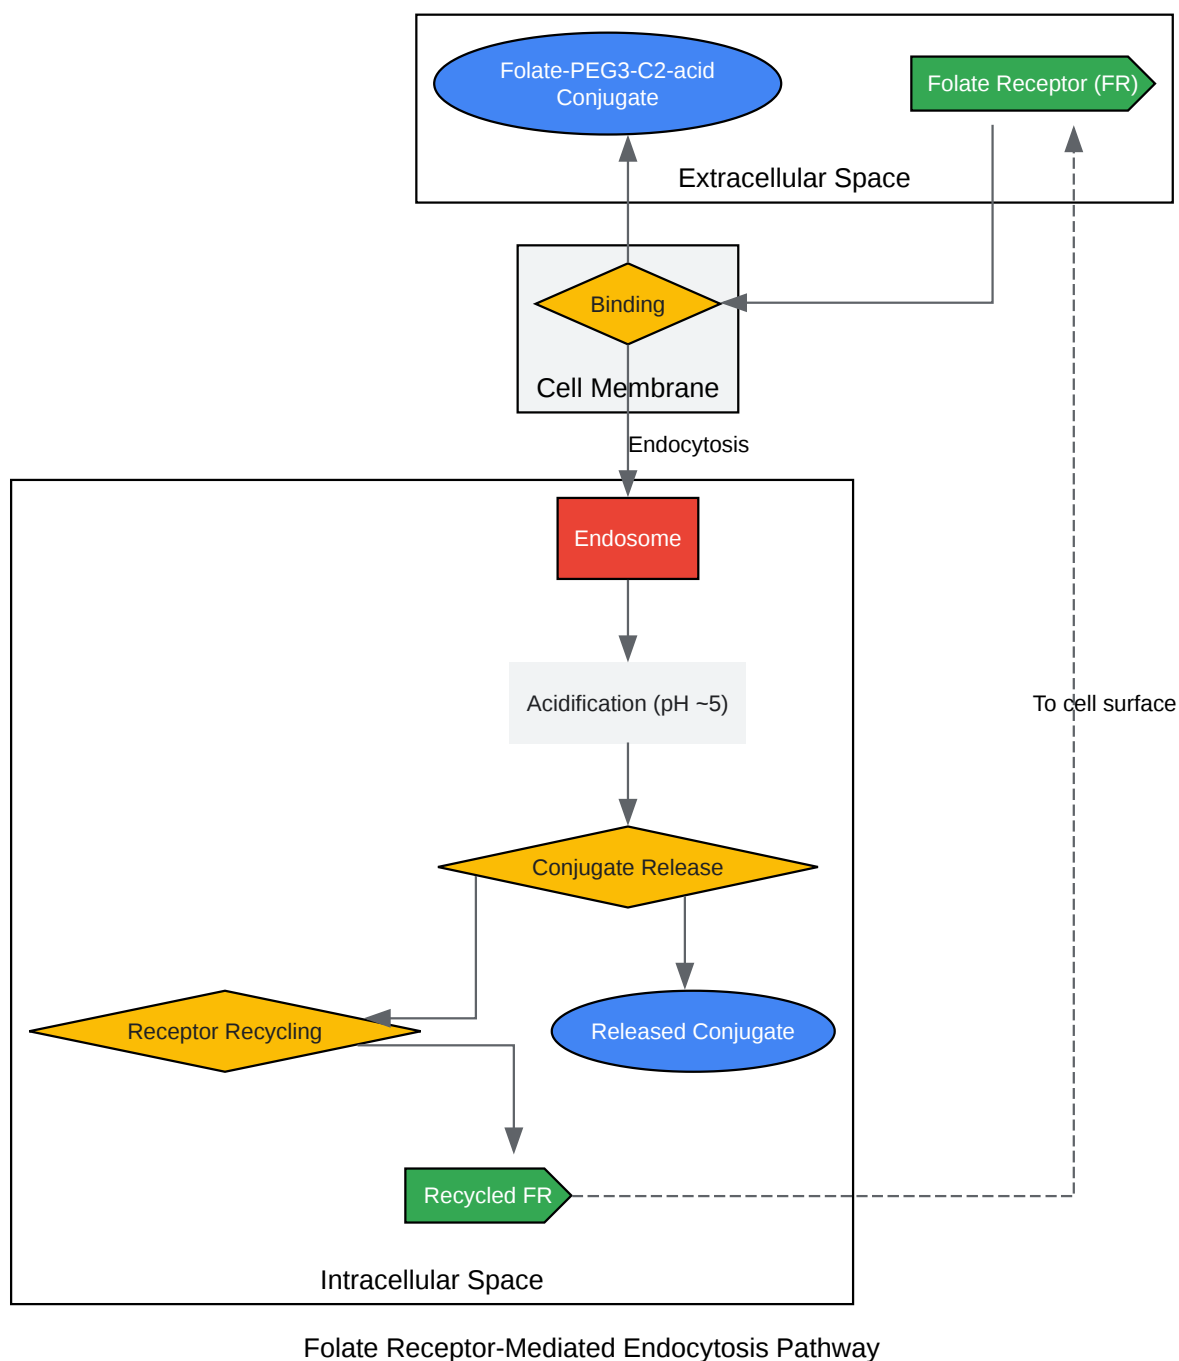 Folate-PEG3-C2-acid
Conjugate
Folate Receptor (FR)
Extracellular Space
Binding
Cell Membrane
Endocytosis
Endosome
Acidification (pH ~5)
To cell surface
Conjugate Release
Receptor Recycling
Released Conjugate
Recycled FR
Intracellular Space
Folate Receptor-Mediated Endocytosis Pathway